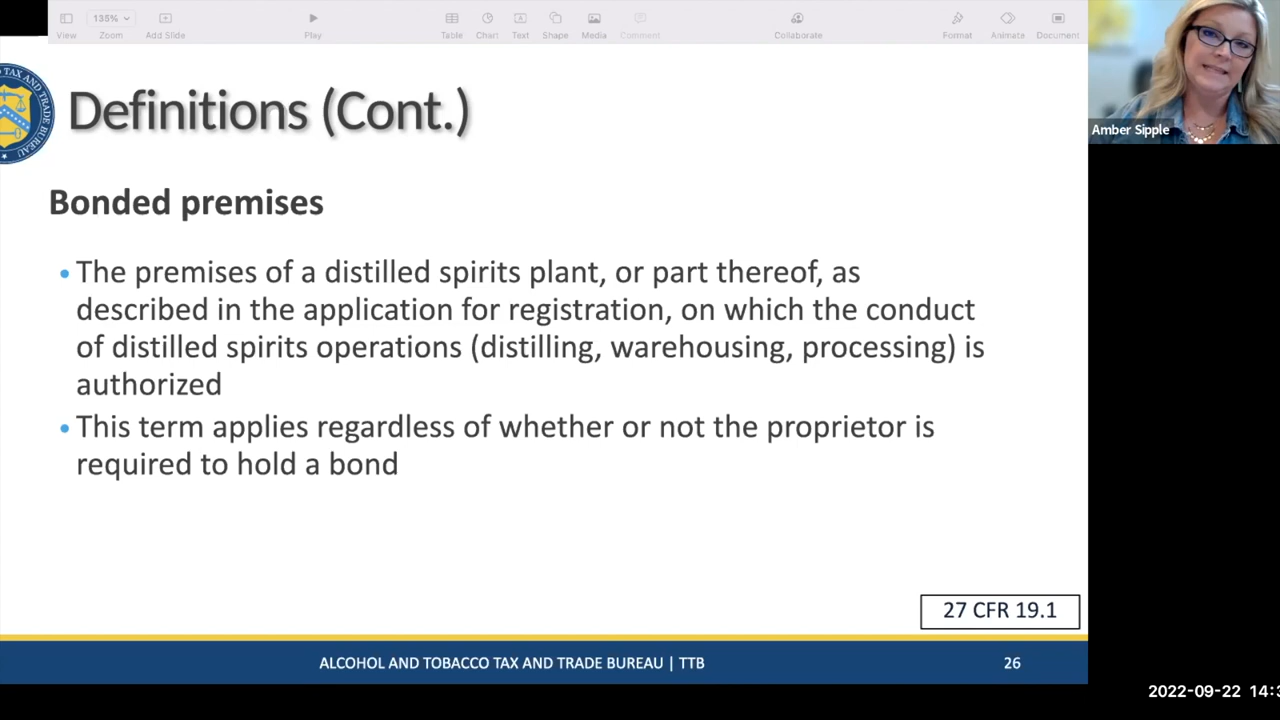 135%
View
Zoom
Add Slide
Play
Table
Chart
Text
Shape
Media
Comment
Collaborate
Format
Animate
Document
TAX AND TRADE BUREAU
Definitions (Cont.)
Amber Sipple
Bonded premises
• The premises of a distilled spirits plant, or part thereof, as
described in the application for registration, on which the conduct
of distilled spirits operations (distilling, warehousing, processing) is
authorized
• This term applies regardless of whether or not the proprietor is
required to hold a bond
27 CFR 19.1
ALCOHOL AND TOBACCO TAX AND TRADE BUREAU | TTB
26
2022-09-22 14:3